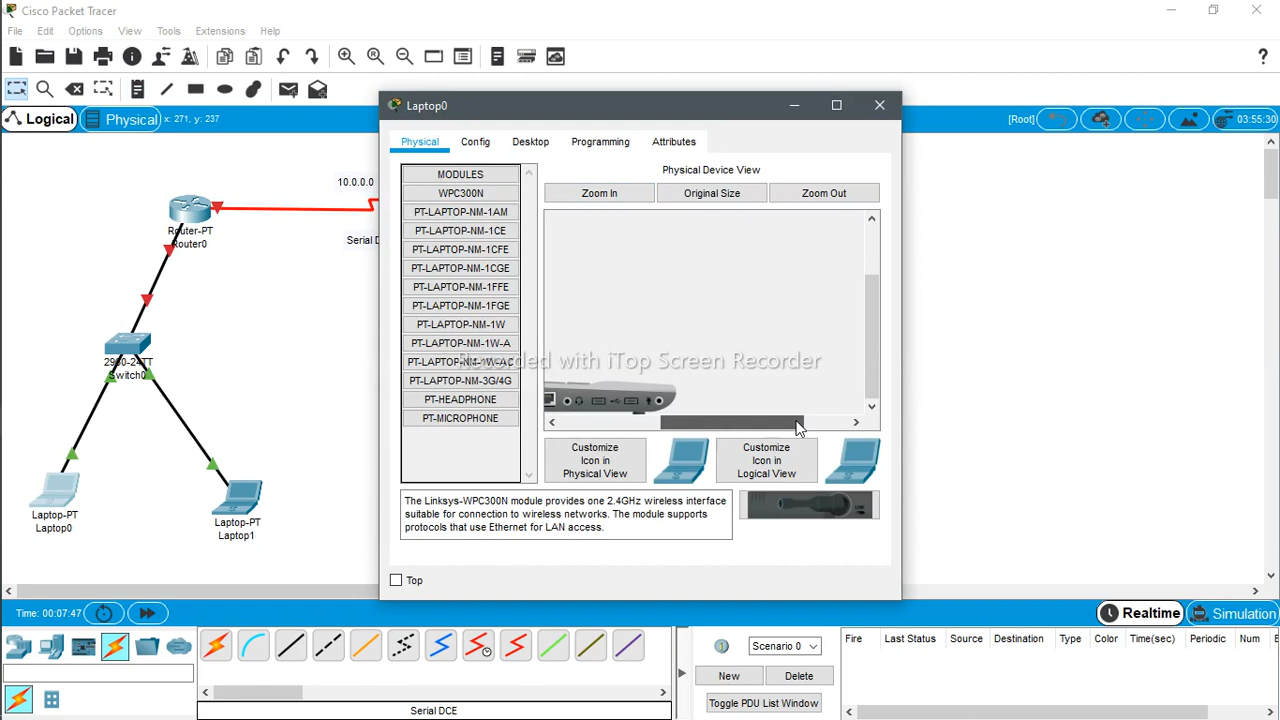 Cisco Packet Tracer
File Edit Options View Tools Extensions Help
Logical Physical x: 271, y: 237
[Root] 03:55:30
10.0.0.0
Router-PT
Router0
Serial D
2960-24TT
Switch0
Laptop-PT
Laptop0
Laptop-PT
Laptop1
Laptop0
Physical Config Desktop Programming Attributes
MODULES
WPC300N
PT-LAPTOP-NM-1AM
PT-LAPTOP-NM-1CE
PT-LAPTOP-NM-1CFE
PT-LAPTOP-NM-1CGE
PT-LAPTOP-NM-1FFE
PT-LAPTOP-NM-1FGE
PT-LAPTOP-NM-1W
PT-LAPTOP-NM-1W-A
PT-LAPTOP-NM-1W-AC
PT-LAPTOP-NM-3G/4G
PT-HEADPHONE
PT-MICROPHONE
Physical Device View
Zoom In Original Size Zoom Out
Recorded with iTop Screen Recorder
Customize
Icon in
Physical View
Customize
Icon in
Logical View
The Linksys-WPC300N module provides one 2.4GHz wireless interface
suitable for connection to wireless networks. The module supports
protocols that use Ethernet for LAN access.
Top
Time: 00:07:47
Realtime Simulation
Scenario 0
New Delete
Toggle PDU List Window
Fire Last Status Source Destination Type Color Time(sec) Periodic Num E
Serial DCE